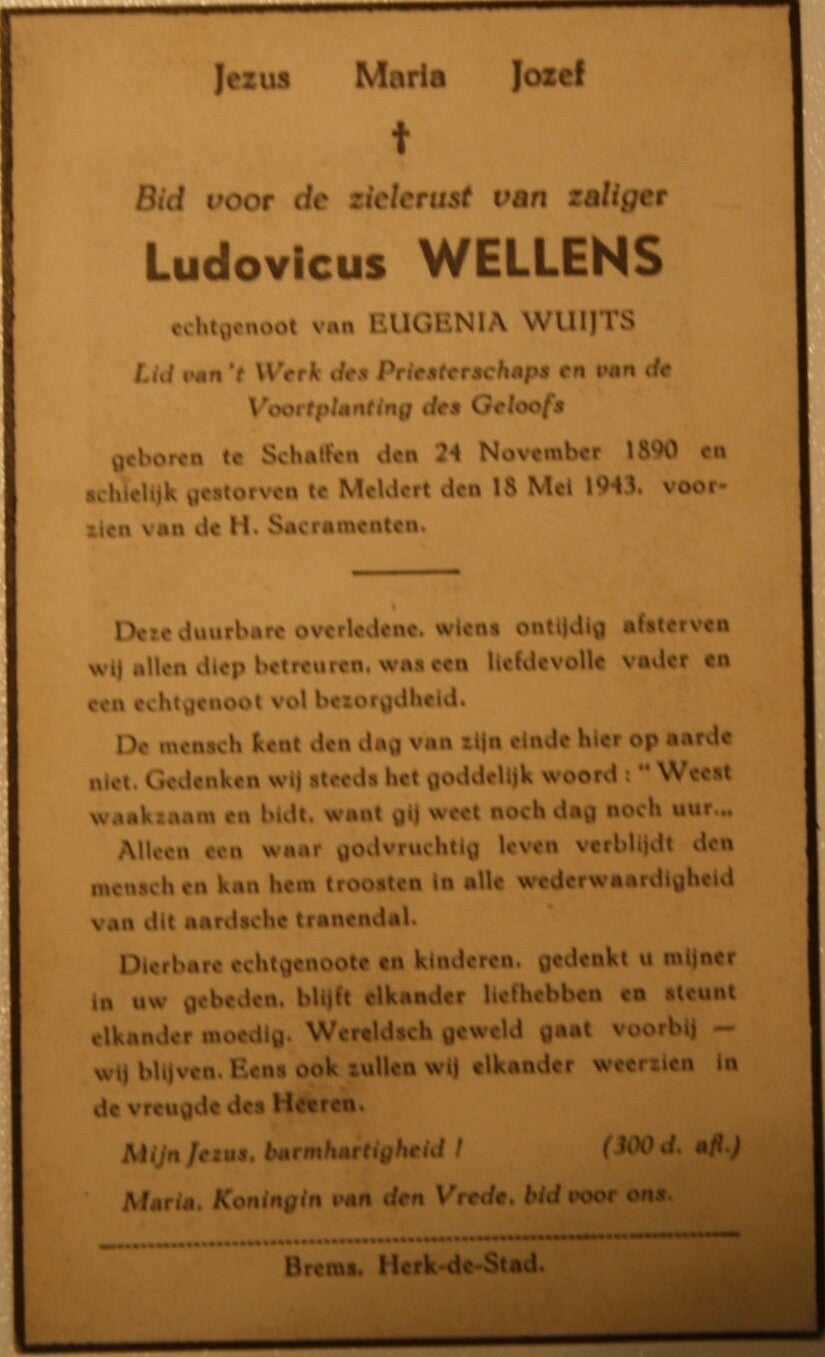 Jezus Maria Jozef
†
Bid voor de zielerust van zaliger
Ludovicus WELLENS
echtgenoot van EUGENIA WUIJTS
Lid van 't Werk des Priesterschaps en van de
Voortplanting des Geloofs
geboren te Schaffen den 24 November 1890 en
schielijk gestorven te Meldert den 18 Mei 1943, voor-
zien van de H. Sacramenten.
Deze duurbare overledene, wiens ontijdig afsterven
wij allen diep betreuren, was een liefdevolle vader en
een echtgenoot vol bezorgdheid.
De mensch kent den dag van zijn einde hier op aarde
niet. Gedenken wij steeds het goddelijk woord : " Weest
waakzaam en bidt, want gij weet noch dag noch uur„.
Alleen een waar godvruchtig leven verblijdt den
mensch en kan hem troosten in alle wederwaardigheid
van dit aardsche tranendal.
Dierbare echtgenoote en kinderen, gedenkt u mijner
in uw gebeden, blijft elkander liefhebben en steunt
elkander moedig. Wereldsch geweld gaat voorbij —
wij blijven. Eens ook zullen wij elkander weerzien in
de vreugde des Heeren.
Mijn Jezus, barmhartigheid ! (300 d. afl.)
Maria, Koningin van den Vrede, bid voor ons.
Brems, Herk-de-Stad.